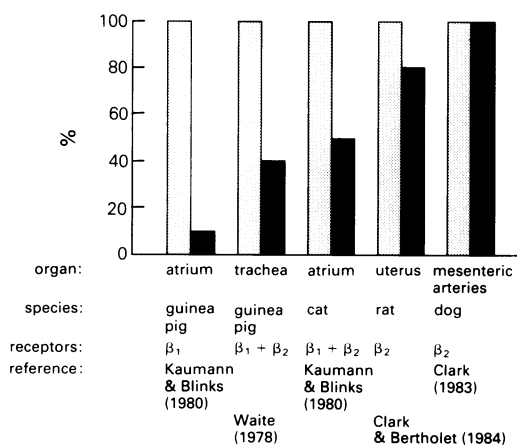 100
80
60
40
20
0
%
organ: atrium trachea atrium uterus mesenteric
arteries
species: guinea guinea cat rat dog
pig pig
receptors: β₁ β₁ + β₂ β₁ + β₂ β₂ β₂
reference: Kaumann Kaumann Clark
& Blinks & Blinks (1983)
(1980) (1980)
Waite Clark
(1978) & Bertholet (1984)